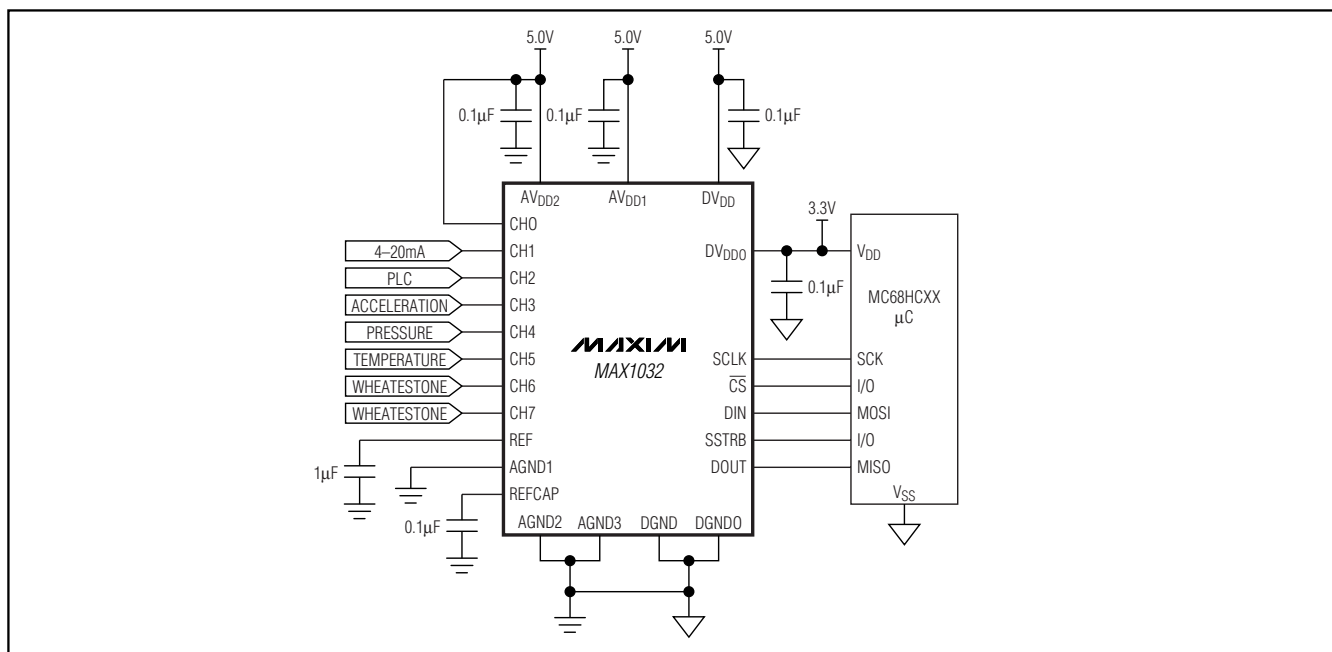 5.0V 5.0V 5.0V
0.1µF 0.1µF 0.1µF
AVDD2 AVDD1 DVDD
3.3V
CH0
4–20mA CH1 DVDDO VDD
PLC CH2
0.1µF
ACCELERATION CH3
MC68HCXX
µC
PRESSURE CH4
MAXIM
MAX1032
TEMPERATURE CH5 SCLK SCK
WHEATESTONE CH6 CS I/O
WHEATESTONE CH7 DIN MOSI
REF SSTRB I/O
1µF
AGND1 DOUT MISO
REFCAP
VSS
0.1µF
AGND2 AGND3 DGND DGNDO